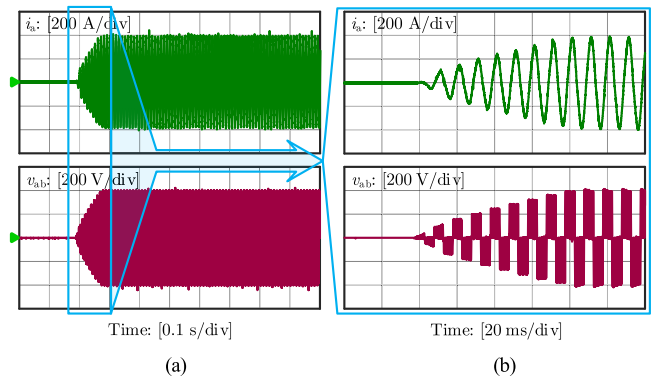 i_a: [200 A/div]
i_a: [200 A/div]
v_ab: [200 V/div]
v_ab: [200 V/div]
Time: [0.1 s/div]
Time: [20 ms/div]
(a)
(b)